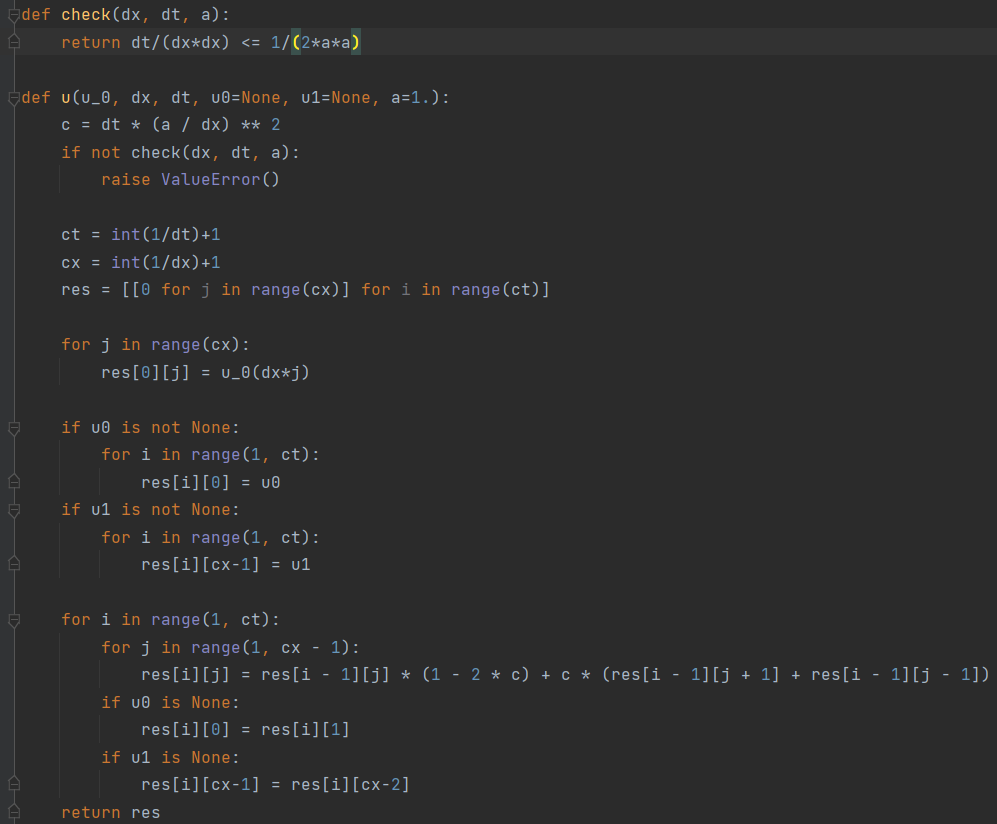 def check(dx, dt, a):
    return dt/(dx*dx) <= 1/(2*a*a)

def u(u_0, dx, dt, u0=None, u1=None, a=1.):
    c = dt * (a / dx) ** 2
    if not check(dx, dt, a):
        raise ValueError()

    ct = int(1/dt)+1
    cx = int(1/dx)+1
    res = [[0 for j in range(cx)] for i in range(ct)]

    for j in range(cx):
        res[0][j] = u_0(dx*j)

    if u0 is not None:
        for i in range(1, ct):
            res[i][0] = u0
    if u1 is not None:
        for i in range(1, ct):
            res[i][cx-1] = u1

    for i in range(1, ct):
        for j in range(1, cx - 1):
            res[i][j] = res[i - 1][j] * (1 - 2 * c) + c * (res[i - 1][j + 1] + res[i - 1][j - 1])
        if u0 is None:
            res[i][0] = res[i][1]
        if u1 is None:
            res[i][cx-1] = res[i][cx-2]
    return res